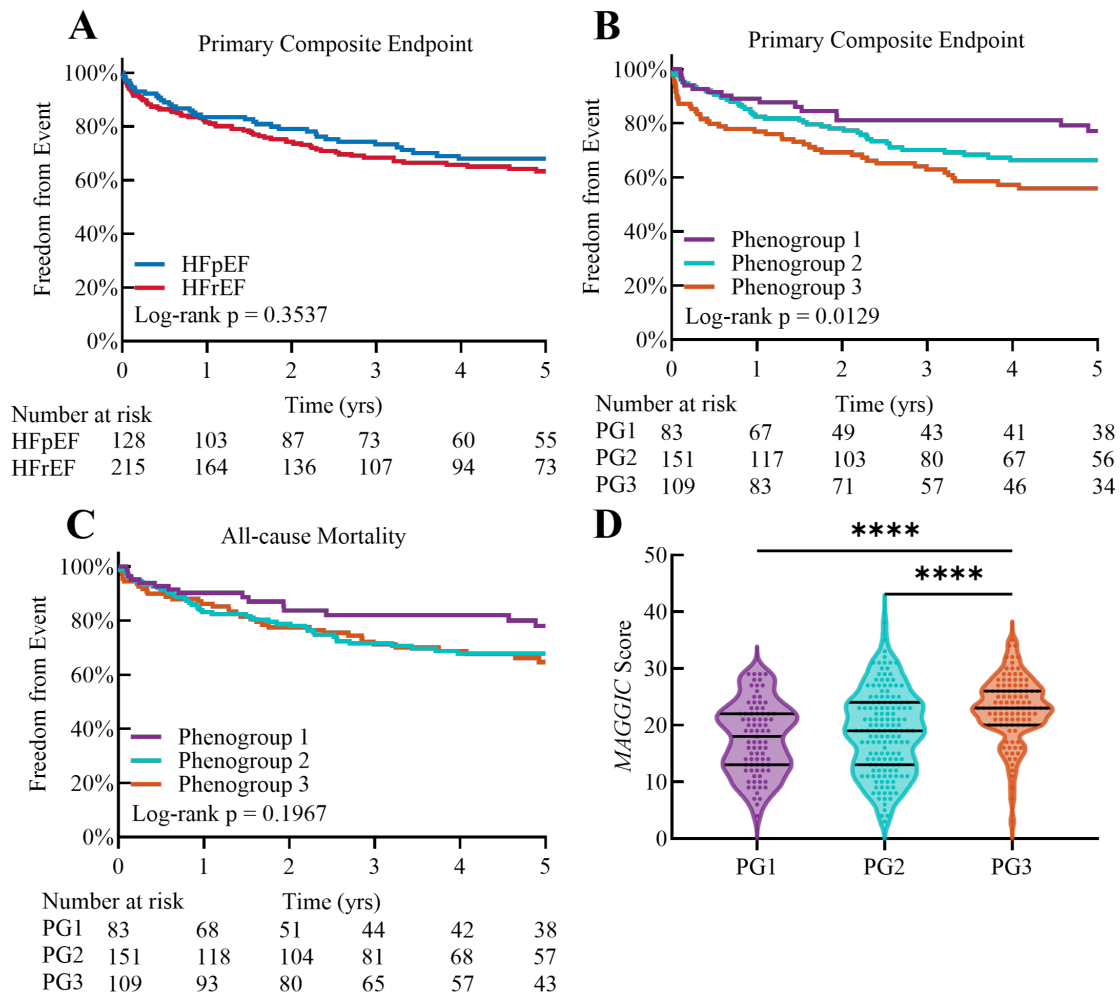 A
Primary Composite Endpoint
Freedom from Event
100%
80%
60%
40%
20%
0%
HFpEF
HFrEF
Log-rank p = 0.3537
0 1 2 3 4 5
Time (yrs)
Number at risk
HFpEF 128 103 87 73 60 55
HFrEF 215 164 136 107 94 73
B
Primary Composite Endpoint
Freedom from Event
100%
80%
60%
40%
20%
0%
Phenogroup 1
Phenogroup 2
Phenogroup 3
Log-rank p = 0.0129
0 1 2 3 4 5
Number at risk Time (yrs)
PG1 83 67 49 43 41 38
PG2 151 117 103 80 67 56
PG3 109 83 71 57 46 34
C
All-cause Mortality
Freedom from Event
100%
80%
60%
40%
20%
0%
Phenogroup 1
Phenogroup 2
Phenogroup 3
Log-rank p = 0.1967
0 1 2 3 4 5
Number at risk Time (yrs)
PG1 83 68 51 44 42 38
PG2 151 118 104 81 68 57
PG3 109 93 80 65 57 43
D
****
****
MAGGIC Score
50
40
30
20
10
0
PG1 PG2 PG3